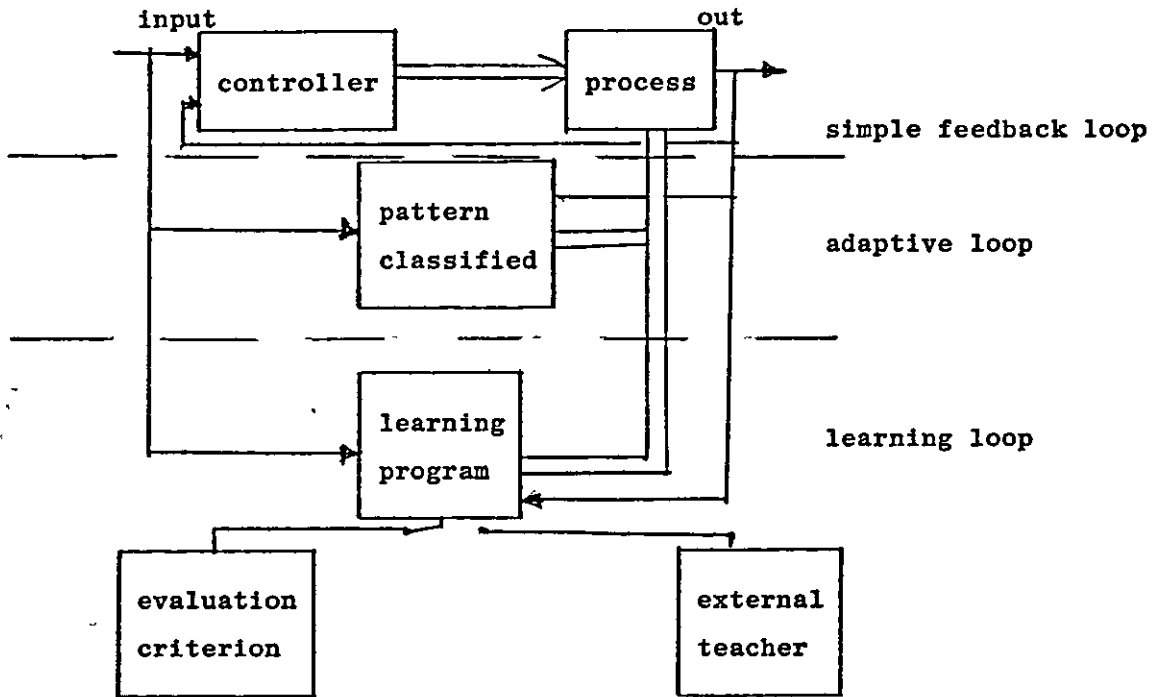 input
out
controller
process
simple feedback loop
pattern
classified
adaptive loop
learning
program
learning loop
evaluation
criterion
external
teacher